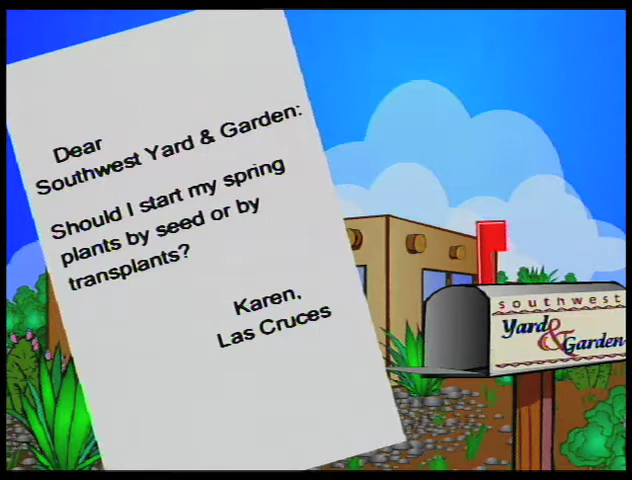 Dear
Southwest Yard & Garden:
Should I start my spring
plants by seed or by
transplants?
Karen,
Las Cruces
southwest
Yard
&
Garden